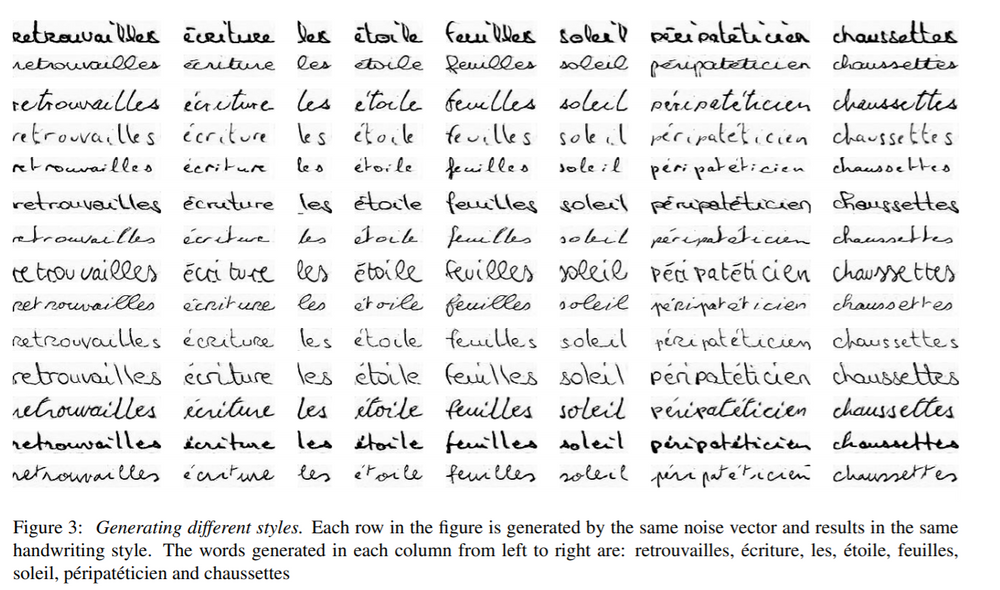 retrouvailles écriture les étoile feuilles soleil péripatéticien chaussettes
retrouvailles écriture les étoile feuilles soleil péripatéticien chaussettes
retrouvailles écriture les étoile feuilles soleil péripatéticien chaussettes
retrouvailles écriture les étoile feuilles soleil péripatéticien chaussettes
retrouvailles écriture les étoile feuilles soleil péripatéticien chaussettes
retrouvailles écriture les étoile feuilles soleil péripatéticien chaussettes
retrouvailles écriture les étoile feuilles soleil péripatéticien chaussettes
retrouvailles écriture les étoile feuilles soleil péripatéticien chaussettes
retrouvailles écriture les étoile feuilles soleil péripatéticien chaussettes
retrouvailles écriture les étoile feuilles soleil péripatéticien chaussettes
retrouvailles écriture les étoile feuilles soleil péripatéticien chaussettes
retrouvailles écriture les étoile feuilles soleil péripatéticien chaussettes
retrouvailles écriture les étoile feuilles soleil péripatéticien chaussettes
retrouvailles écriture les étoile feuilles soleil péripatéticien chaussettes
Figure 3: Generating different styles. Each row in the figure is generated by the same noise vector and results in the same
handwriting style. The words generated in each column from left to right are: retrouvailles, écriture, les, étoile, feuilles,
soleil, péripatéticien and chaussettes